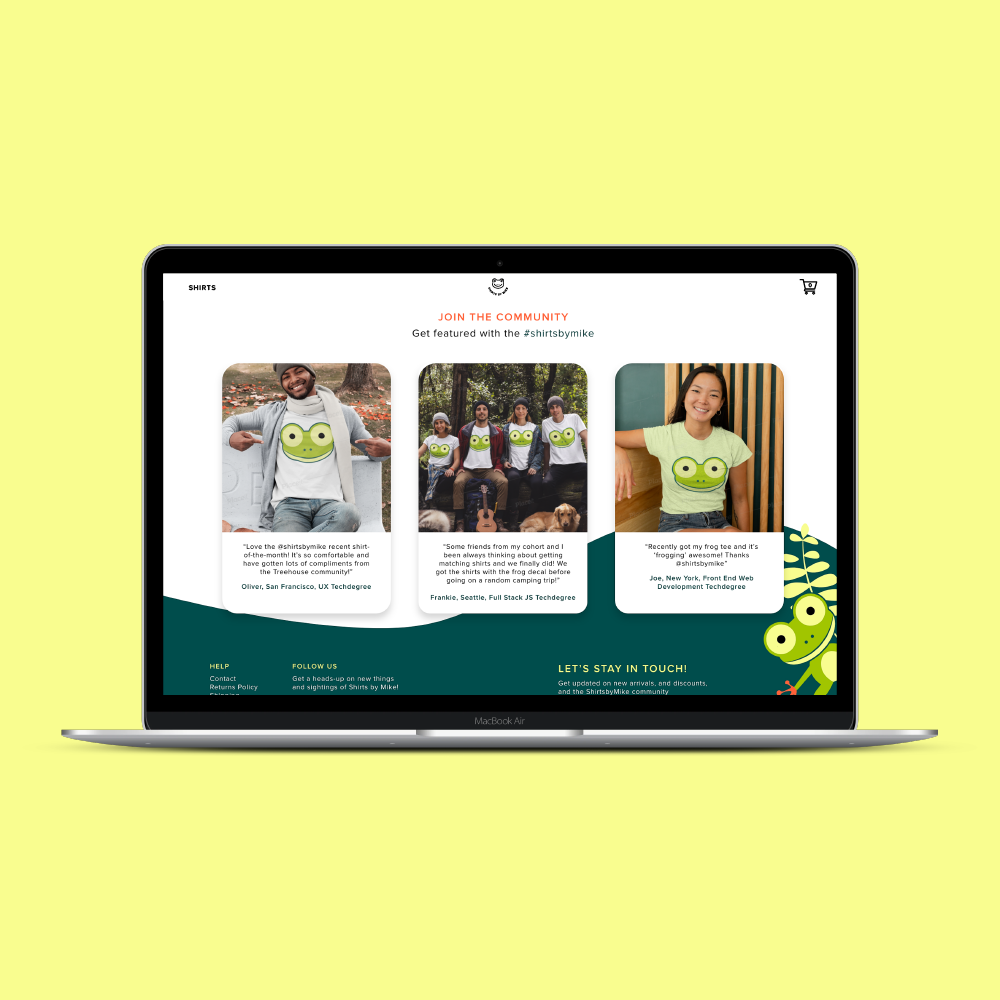 SHIRTS
0
JOIN THE COMMUNITY
Get featured with the #shirtsbymike
“Love the @shirtsbymike recent shirt-
of-the-month! It's so comfortable and
have gotten lots of compliments from
the Treehouse community!”
Oliver, San Francisco, UX Techdegree
“Some friends from my cohort and I
been always thinking about getting
matching shirts and we finally did! We
got the shirts with the frog decal before
going on a random camping trip!”
Frankie, Seattle, Full Stack JS Techdegree
“Recently got my frog tee and it's
‘frogging’ awesome! Thanks
@shirtsbymike”
Joe, New York, Front End Web
Development Techdegree
HELP
Contact
Returns Policy
FOLLOW US
Get a heads-up on new things
and sightings of Shirts by Mike!
LET'S STAY IN TOUCH!
Get updated on new arrivals, and discounts,
and the ShirtsbyMike community
MacBook Air